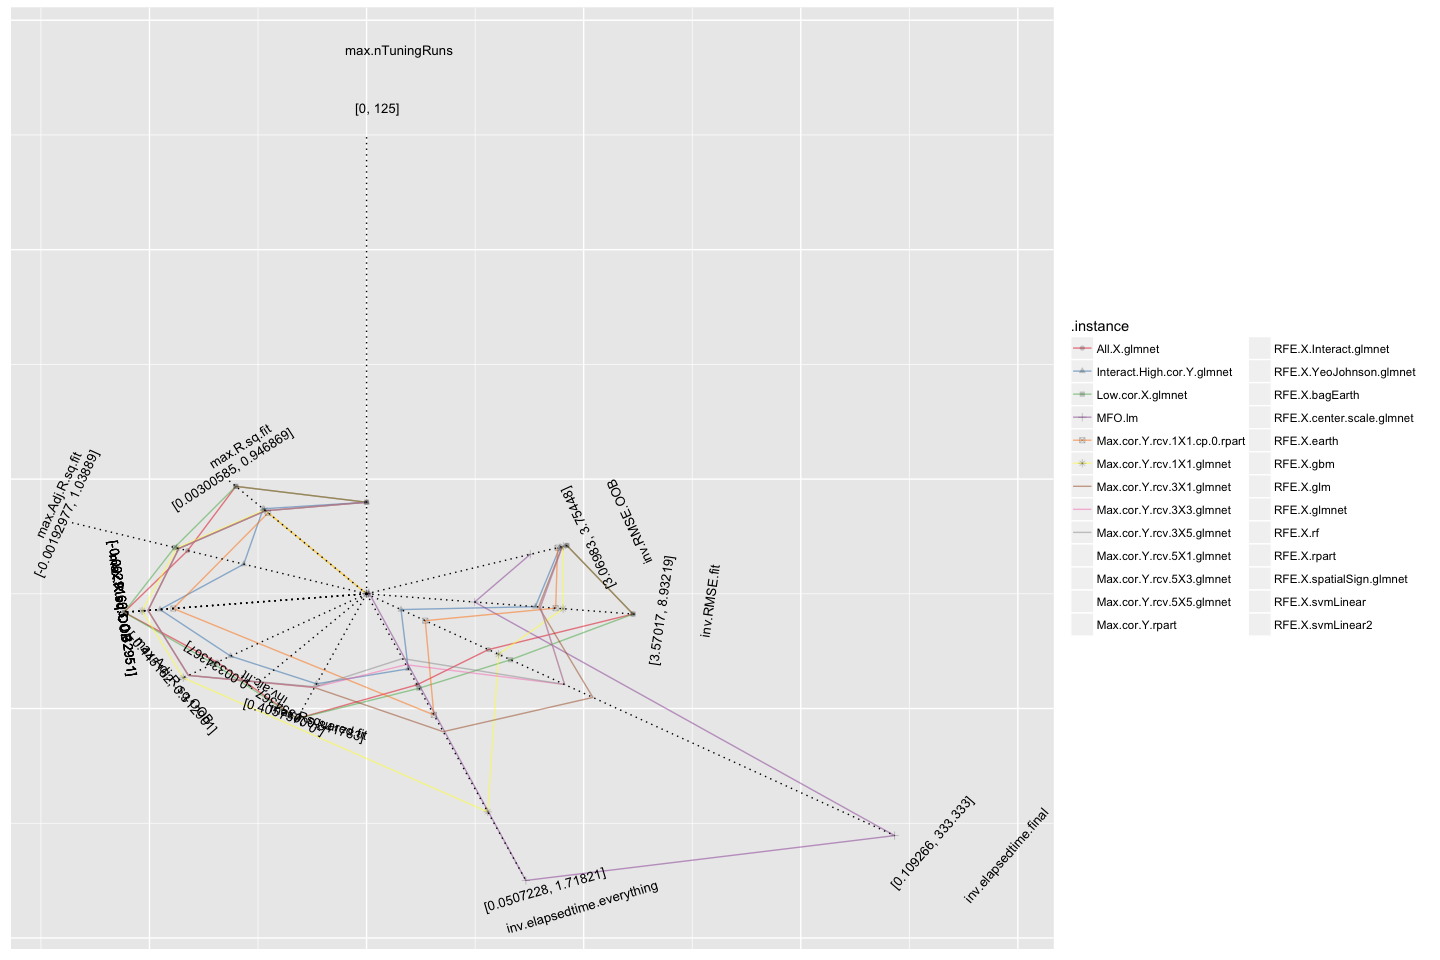 max.nTuningRuns
[0, 125]
max.R.sq.fit
[0.00300585, 0.946869]
max.Adj.R.sq.fit
[-0.00192977, 1.03889]
max.Adj.R.sq.OOB
inv.aic.fit
inv.elapsedtime.everything
[0.0507228, 1.71821]
inv.elapsedtime.final
[0.109266, 333.333]
inv.RMSE.fit
[3.57017, 8.93219]
inv.RMSE.OOB
[3.06983, 3.75448]
.instance
All.X.glmnet
Interact.High.cor.Y.glmnet
Low.cor.X.glmnet
MFO.lm
Max.cor.Y.rcv.1X1.cp.0.rpart
Max.cor.Y.rcv.1X1.glmnet
Max.cor.Y.rcv.3X1.glmnet
Max.cor.Y.rcv.3X3.glmnet
Max.cor.Y.rcv.3X5.glmnet
Max.cor.Y.rcv.5X1.glmnet
Max.cor.Y.rcv.5X3.glmnet
Max.cor.Y.rcv.5X5.glmnet
Max.cor.Y.rpart
RFE.X.Interact.glmnet
RFE.X.YeoJohnson.glmnet
RFE.X.bagEarth
RFE.X.center.scale.glmnet
RFE.X.earth
RFE.X.gbm
RFE.X.glm
RFE.X.glmnet
RFE.X.rf
RFE.X.rpart
RFE.X.spatialSign.glmnet
RFE.X.svmLinear
RFE.X.svmLinear2